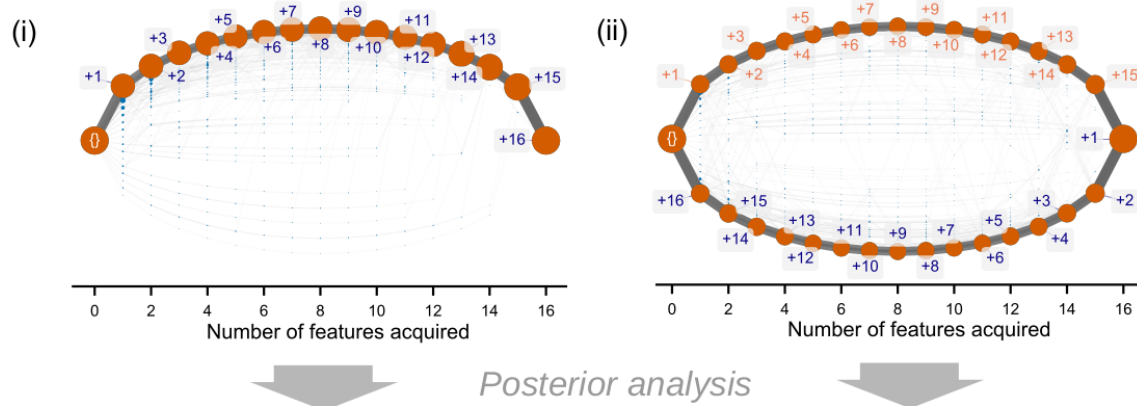 (i)
+7 +9
+5 +11
+3 +13
+1 +2 +4 +6 +8 +10 +12 +14 +15
{} +16
0 2 4 6 8 10 12 14 16
Number of features acquired
(ii)
+7 +9
+5 +11
+3 +13
+1 +2 +4 +6 +8 +10 +12 +14 +15
{} +1
+16 +15 +13 +11 +9 +7 +5 +3 +2
+14 +12 +10 +8 +6 +4
0 2 4 6 8 10 12 14 16
Number of features acquired
Posterior analysis